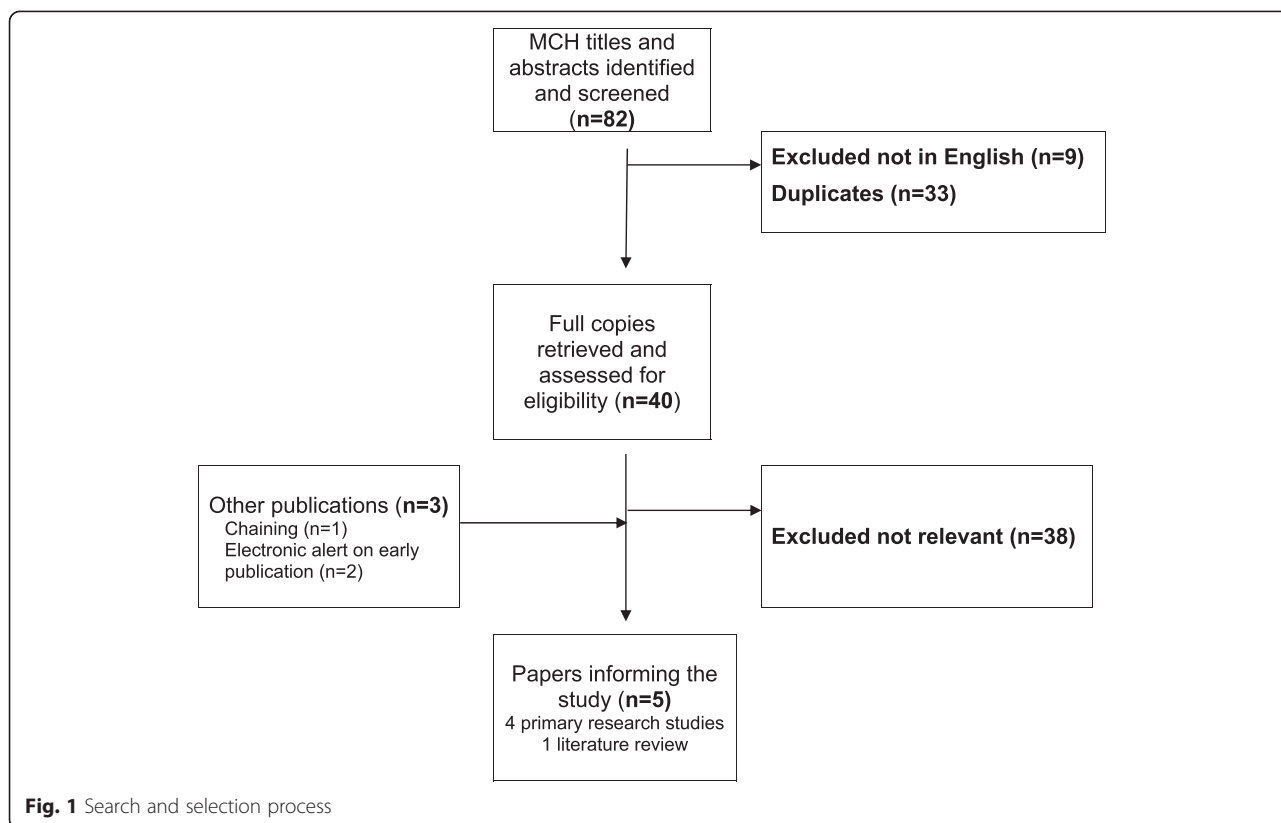 MCH titles and
abstracts identified
and screened
(n=82)
Excluded not in English (n=9)
Duplicates (n=33)
Full copies
retrieved and
assessed for
eligibility (n=40)
Other publications (n=3)
Chaining (n=1)
Electronic alert on early
publication (n=2)
Excluded not relevant (n=38)
Papers informing the
study (n=5)
4 primary research studies
1 literature review
Fig. 1 Search and selection process